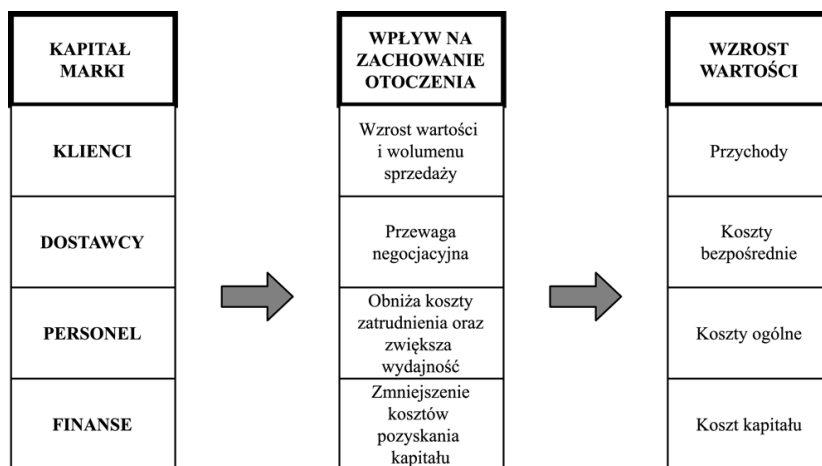 KAPITAŁ
MARKI
WPŁYW NA
ZACHOWANIE
OTOCZENIA
WZROST
WARTOŚCI
KLIENCI
Wzrost wartości
i wolumenu
sprzedaży
Przychody
DOSTAWCY
Przewaga
negocjacyjna
Koszty
bezpośrednie
PERSONEL
Obniża koszty
zatrudnienia oraz
zwiększa
wydajność
Koszty ogólne
FINANSE
Zmniejszenie
kosztów
pozyskania
kapitału
Koszt kapitału